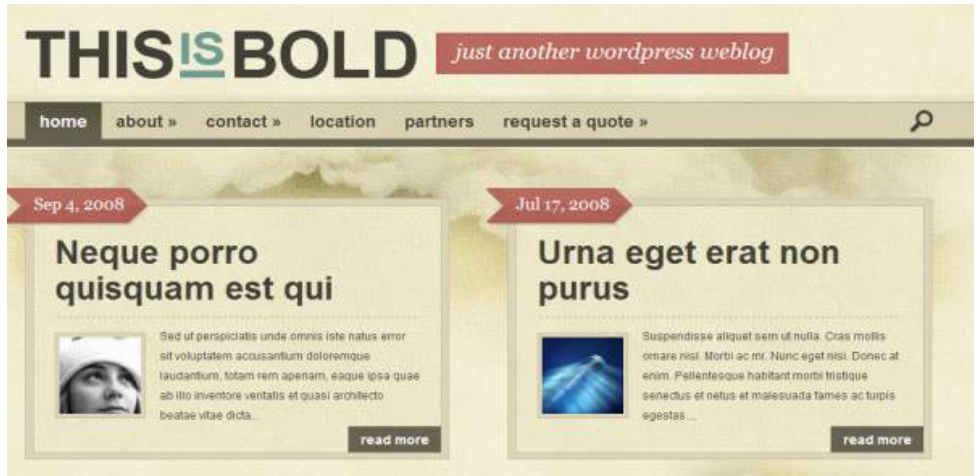 THIS IS BOLD
just another wordpress weblog
home about » contact » location partners request a quote »
Sep 4, 2008
Neque porro
quisquam est qui
Sed ut perspiciatis unde omnis iste natus error
sit voluptatem accusantium doloremque
laudantium, totam rem aperiam, eaque ipsa quae
ab illo inventore veritatis et quasi architecto
beatae vitae dicta...
read more
Jul 17, 2008
Urna eget erat non
purus
Suspendisse aliquet sem ut nulla. Cras mollis
ornare nisl. Morbi ac mi. Nunc eget nisi. Donec at
enim. Pellentesque habitant morbi tristique
senectus et netus et malesuada fames ac turpis
egestas....
read more